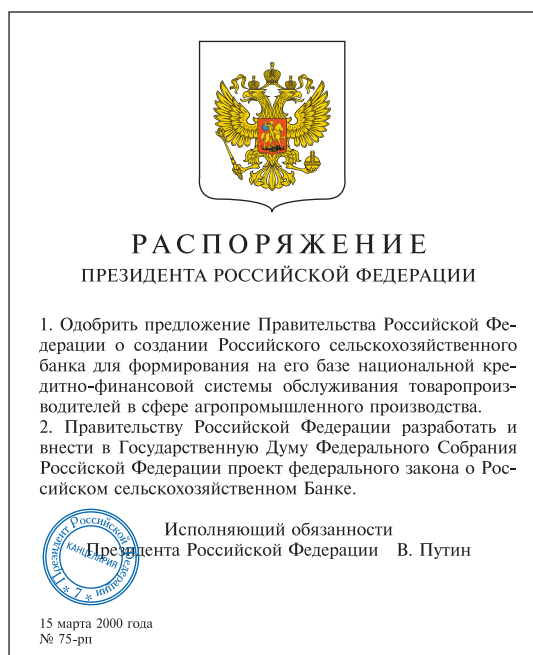 РАСПОРЯЖЕНИЕ
ПРЕЗИДЕНТА РОССИЙСКОЙ ФЕДЕРАЦИИ
1. Одобрить предложение Правительства Российской Фе-
дерации о создании Российского сельскохозяйственного
банка для формирования на его базе национальной кре-
дитно-финансовой системы обслуживания товаропроиз-
водителей в сфере агропромышленного производства.
2. Правительству Российской Федерации разработать и
внести в Государственную Думу Федерального Собрания
Россйской Федерации проект федерального закона о Рос-
сийском сельскохозяйственном Банке.
Исполняющий обязанности
Президента Российской Федерации В. Путин
* Президент Российской Федерации * 7
КАНЦЕЛЯРИЯ
15 марта 2000 года
№ 75-рп